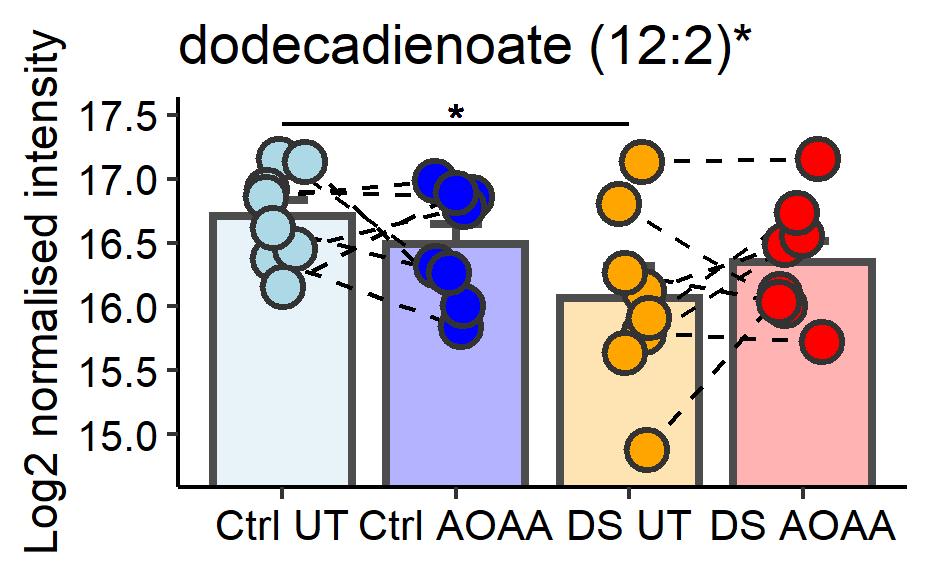 dodecadienoate (12:2)*
Log2 normalised intensity
17.5
17.0
16.5
16.0
15.5
15.0
*
Ctrl UT Ctrl AOAA DS UT DS AOAA